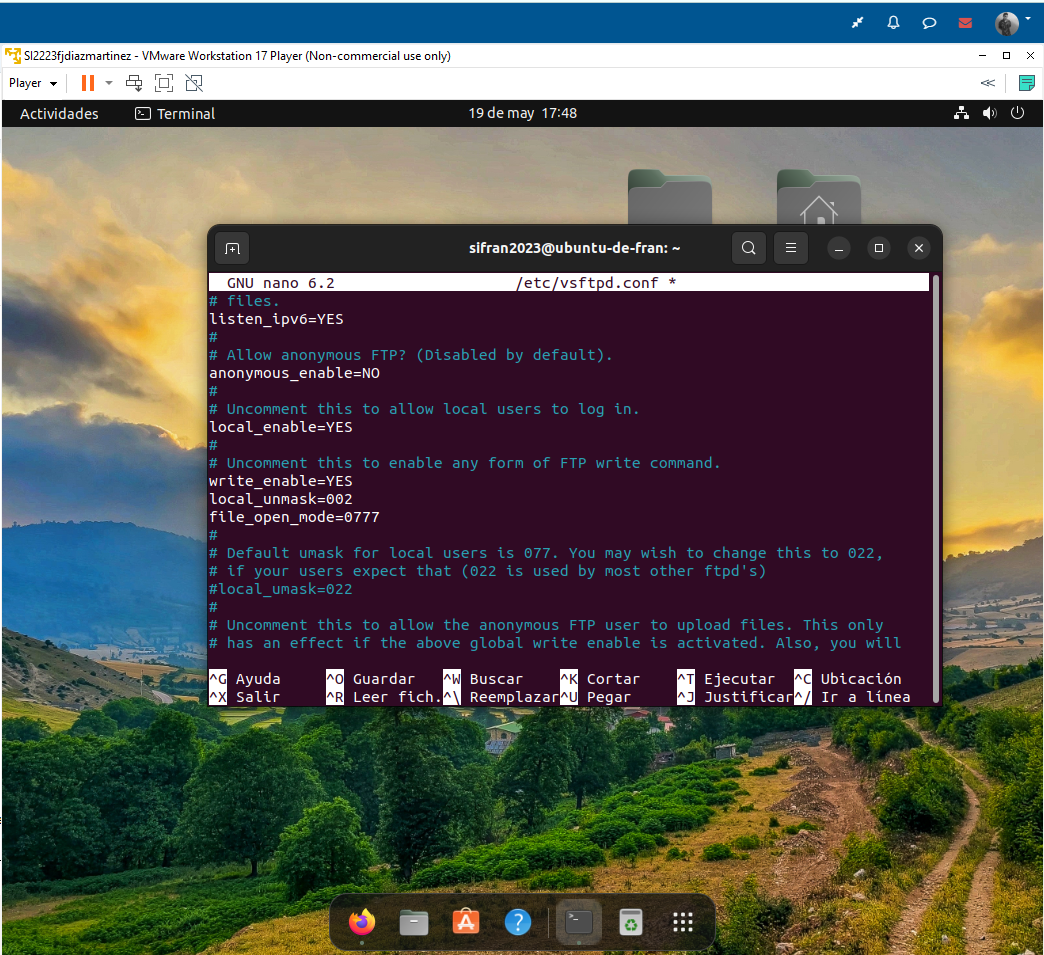 SI2223fjdiazmartinez - VMware Workstation 17 Player (Non-commercial use only)
Player
Actividades
Terminal
19 de may 17:48
sifran2023@ubuntu-de-fran: ~
GNU nano 6.2 /etc/vsftpd.conf *
# files.
listen_ipv6=YES
#
# Allow anonymous FTP? (Disabled by default).
anonymous_enable=NO
#
# Uncomment this to allow local users to log in.
local_enable=YES
#
# Uncomment this to enable any form of FTP write command.
write_enable=YES
local_unmask=002
file_open_mode=0777
#
# Default umask for local users is 077. You may wish to change this to 022,
# if your users expect that (022 is used by most other ftpd's)
#local_umask=022
#
# Uncomment this to allow the anonymous FTP user to upload files. This only
# has an effect if the above global write enable is activated. Also, you will
^G Ayuda ^O Guardar ^W Buscar ^K Cortar ^T Ejecutar ^C Ubicación
^X Salir ^R Leer fich. ^\ Reemplazar ^U Pegar ^J Justificar ^/ Ir a línea